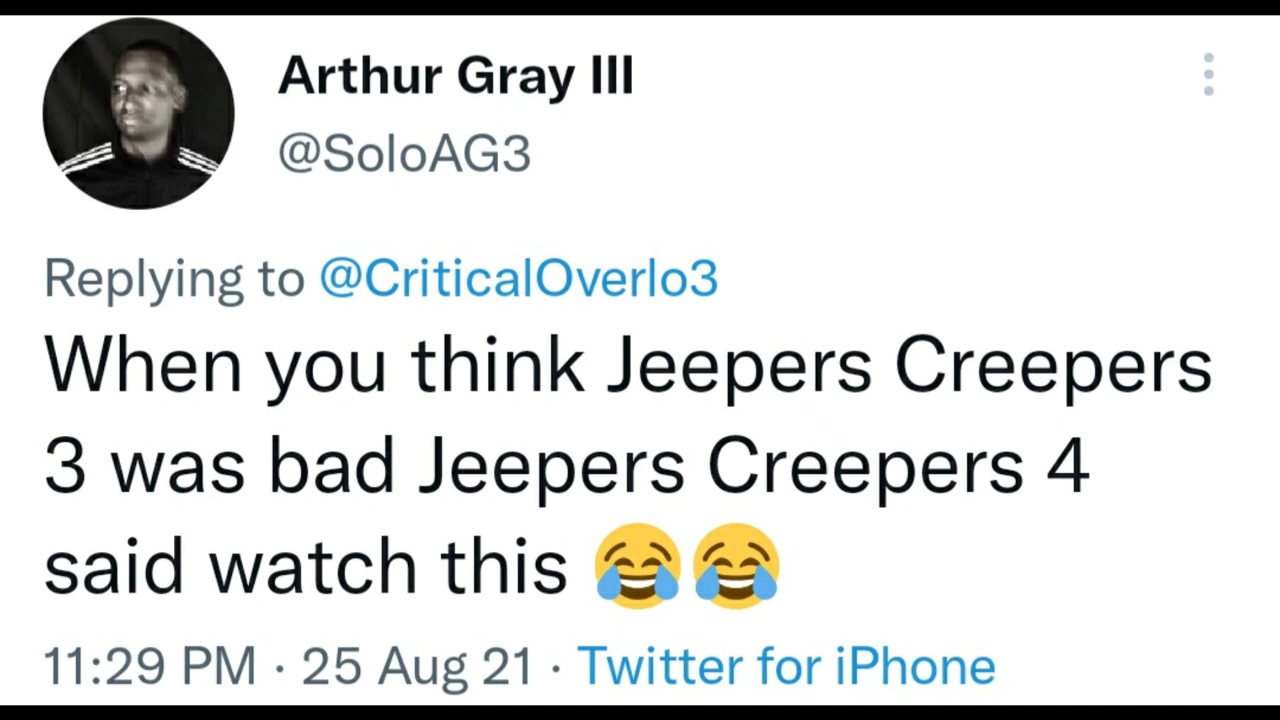 Arthur Gray III
@SoloAG3
Replying to @CriticalOverlo3
When you think Jeepers Creepers
3 was bad Jeepers Creepers 4
said watch this 😂😂
11:29 PM · 25 Aug 21 · Twitter for iPhone